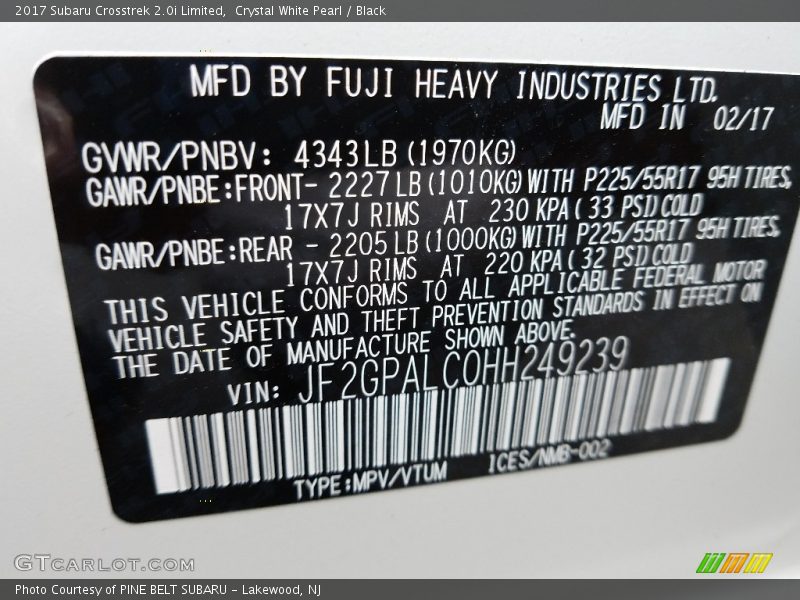 2017 Subaru Crosstrek 2.0i Limited, Crystal White Pearl / Black
MFD BY FUJI HEAVY INDUSTRIES LTD.
MFD IN 02/17
GVWR/PNBV: 4343LB (1970KG)
GAWR/PNBE:FRONT- 2227 LB (1010KG) WITH P225/55R17 95H TIRES,
17X7J RIMS AT 230 KPA ( 33 PSI) COLD
GAWR/PNBE:REAR - 2205 LB (1000KG) WITH P225/55R17 95H TIRES,
17X7J RIMS AT 220 KPA ( 32 PSI) COLD
THIS VEHICLE CONFORMS TO ALL APPLICABLE FEDERAL MOTOR
VEHICLE SAFETY AND THEFT PREVENTION STANDARDS IN EFFECT ON
THE DATE OF MANUFACTURE SHOWN ABOVE.
VIN: JF2GPALC0HH249239
TYPE:MPV/VTUM ICES/NMB-002
GTCARLOT.COM
Photo Courtesy of PINE BELT SUBARU - Lakewood, NJ